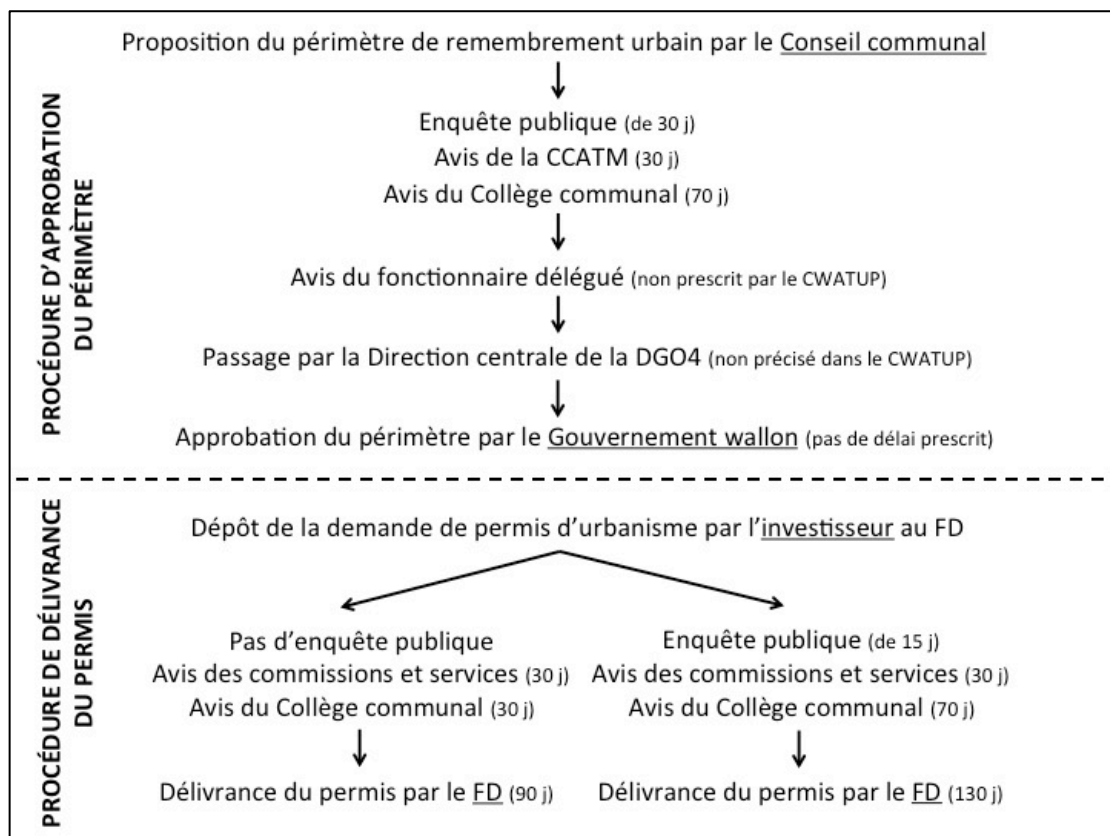 PROCÉDURE D'APPROBATION
DU PÉRIMÈTRE
Proposition du périmètre de remembrement urbain par le Conseil communal
Enquête publique (de 30 j)
Avis de la CCATM (30 j)
Avis du Collège communal (70 j)
Avis du fonctionnaire délégué (non prescrit par le CWATUP)
Passage par la Direction centrale de la DGO4 (non précisé dans le CWATUP)
Approbation du périmètre par le Gouvernement wallon (pas de délai prescrit)
PROCÉDURE DE DÉLIVRANCE
DU PERMIS
Dépôt de la demande de permis d'urbanisme par l'investisseur au FD
Pas d'enquête publique
Avis des commissions et services (30 j)
Avis du Collège communal (30 j)
Délivrance du permis par le FD (90 j)
Enquête publique (de 15 j)
Avis des commissions et services (30 j)
Avis du Collège communal (70 j)
Délivrance du permis par le FD (130 j)